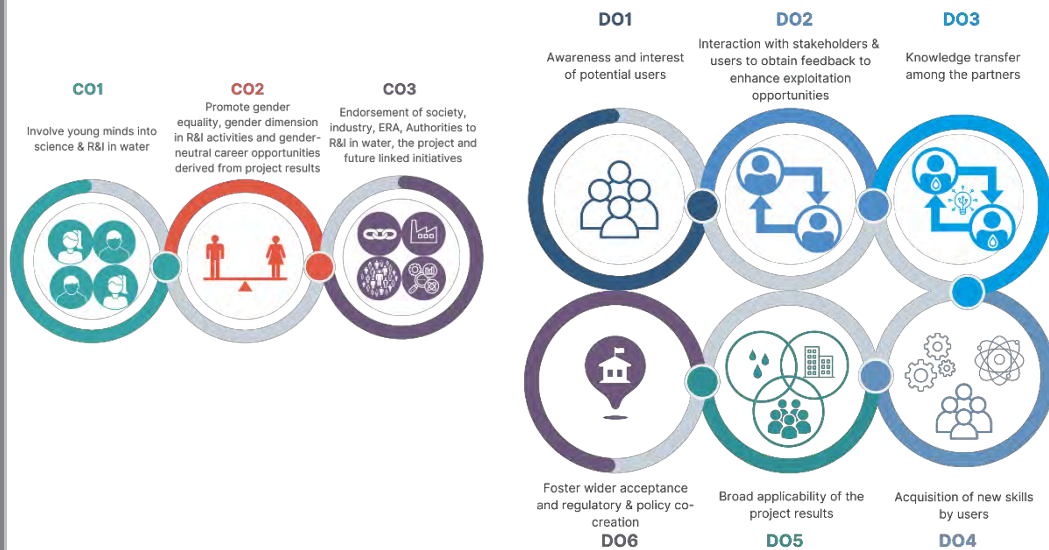 CO1
Involve young minds into
science & R&I in water
CO2
Promote gender
equality, gender dimension
in R&I activities and gender-
neutral career opportunities
derived from project results
CO3
Endorsement of society,
industry, ERA, Authorities to
R&I in water, the project and
future linked initiatives
DO1
Awareness and interest
of potential users
DO2
Interaction with stakeholders &
users to obtain feedback to
enhance exploitation
opportunities
DO3
Knowledge transfer
among the partners
Foster wider acceptance
and regulatory & policy co-
creation
DO6
Broad applicability of the
project results
DO5
Acquisition of new skills
by users
DO4